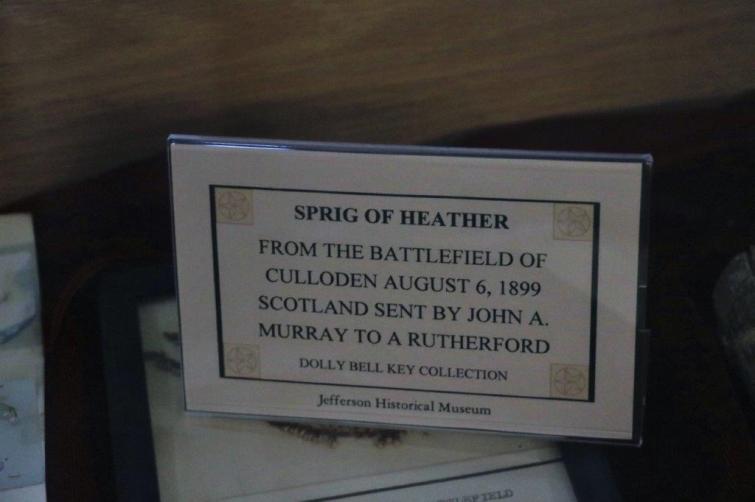 SPRIG OF HEATHER
FROM THE BATTLEFIELD OF
CULLODEN AUGUST 6, 1899
SCOTLAND SENT BY JOHN A.
MURRAY TO A RUTHERFORD
DOLLY BELL KEY COLLECTION
Jefferson Historical Museum